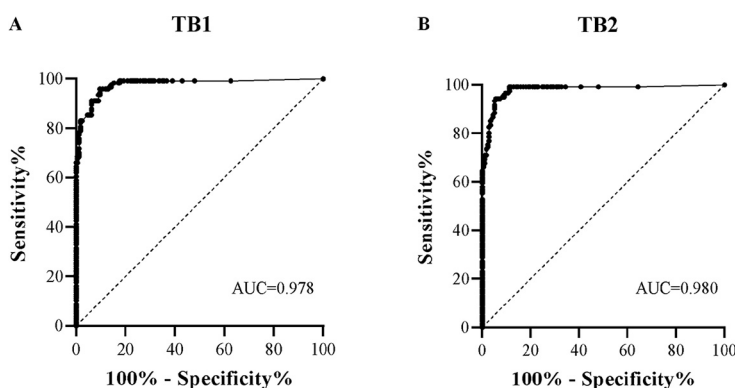 A
TB1
100
80
60
40
20
0
Sensitivity%
AUC=0.978
0 20 40 60 80 100
100% - Specificity%
B
TB2
100
80
60
40
20
0
Sensitivity%
AUC=0.980
0 20 40 60 80 100
100% - Specificity%